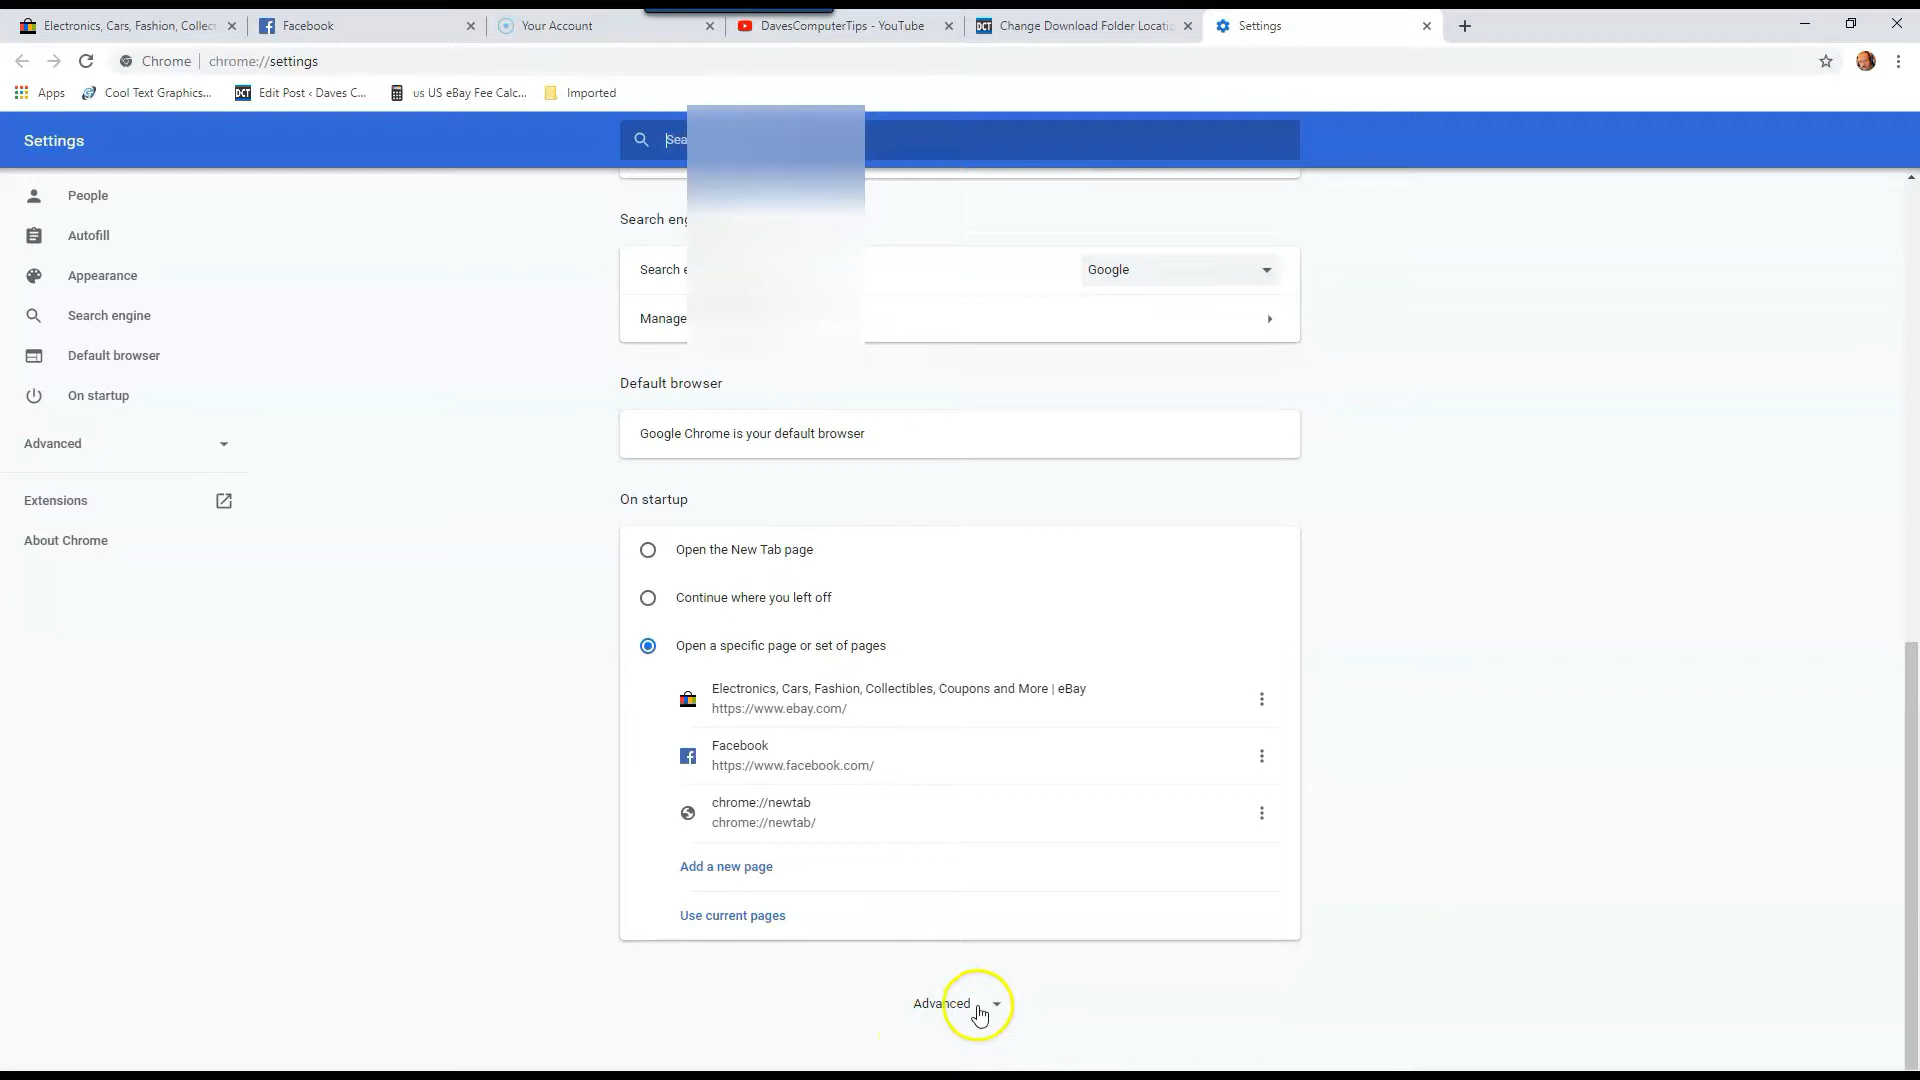 Electronics, Cars, Fashion, Collect
Facebook
Your Account
DavesComputerTips - YouTube
DCT Change Download Folder Locati
Settings
Chrome chrome://settings
Apps
Cool Text Graphics...
DCT Edit Post ‹ Daves C...
us US eBay Fee Calc...
Imported
Settings
People
Autofill
Appearance
Search engine
Default browser
On startup
Advanced
Extensions
About Chrome
Search
Google
Manage
Default browser
Google Chrome is your default browser
On startup
Open the New Tab page
Continue where you left off
Open a specific page or set of pages
Electronics, Cars, Fashion, Collectibles, Coupons and More | eBay
https://www.ebay.com/
Facebook
https://www.facebook.com/
chrome://newtab
chrome://newtab/
Add a new page
Use current pages
Advanced